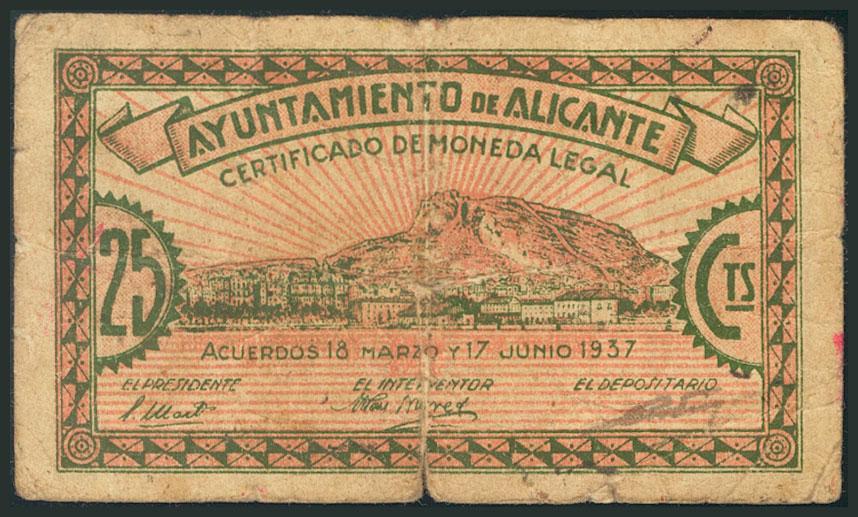 AYUNTAMIENTO DE ALICANTE
CERTIFICADO DE MONEDA LEGAL
25 CTS
ACUERDOS 18 MARZO Y 17 JUNIO 1937
EL PRESIDENTE EL INTERVENTOR EL DEPOSITARIO